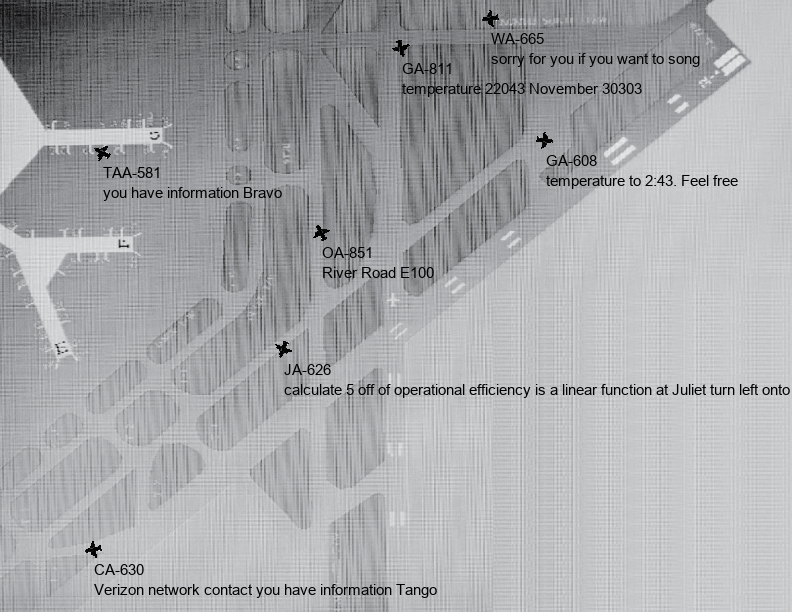 WA-665
sorry for you if you want to song
GA-811
temperature 22043 November 30303
GA-608
temperature to 2:43. Feel free
TAA-581
you have information Bravo
OA-851
River Road E100
JA-626
calculate 5 off of operational efficiency is a linear function at Juliet turn left onto
CA-630
Verizon network contact you have information Tango